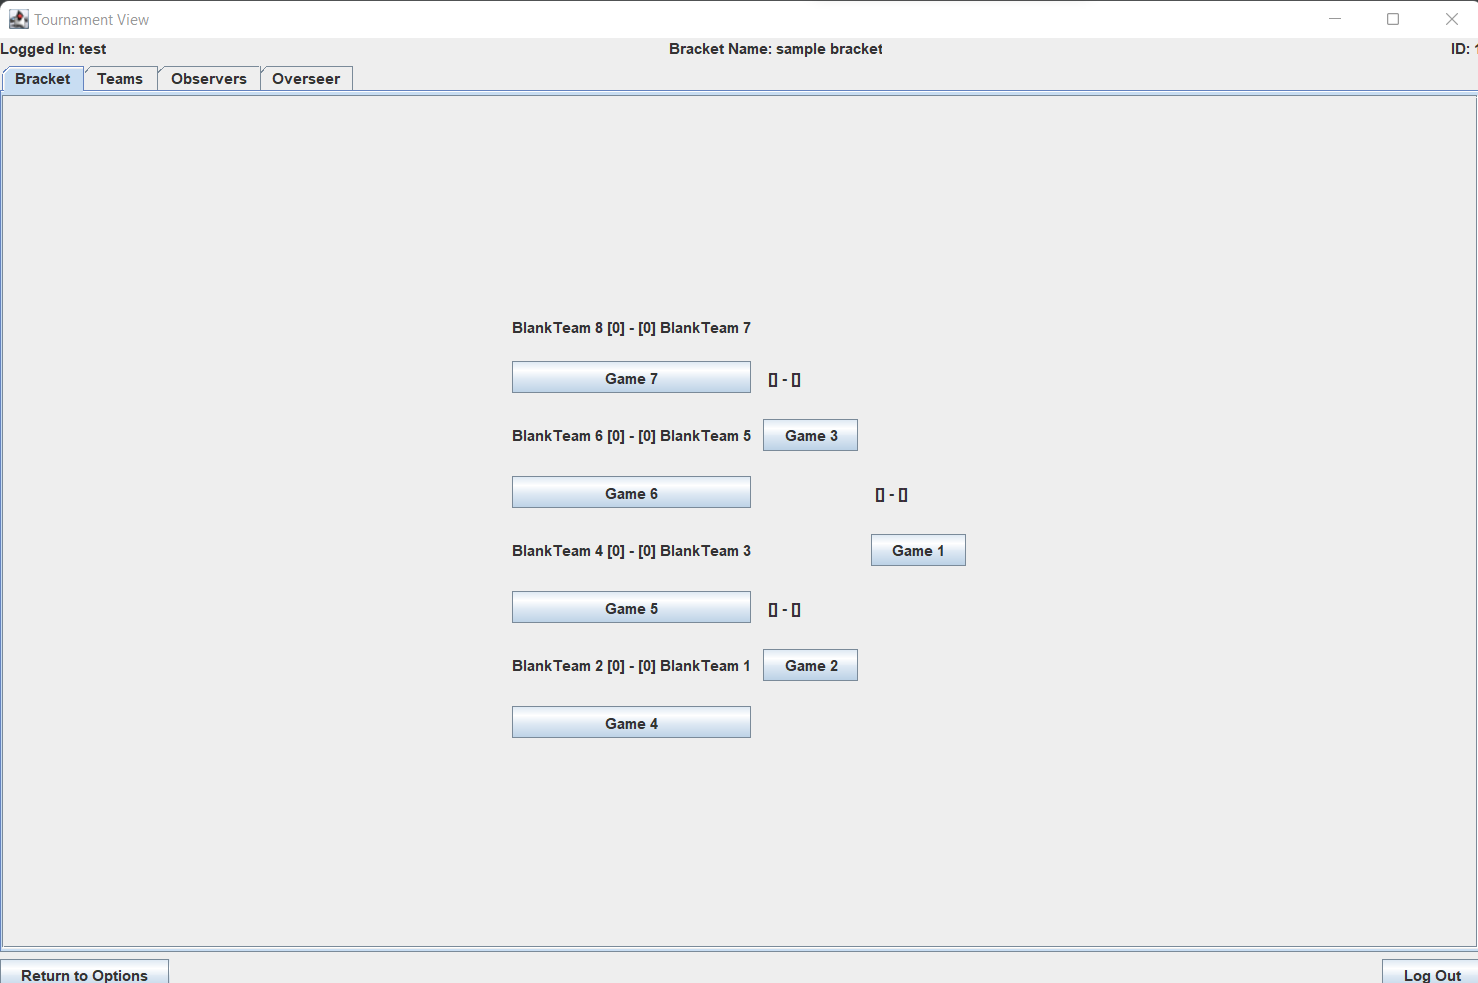 Tournament View
Logged In: test Bracket Name: sample bracket ID: 1
Bracket Teams Observers Overseer
BlankTeam 8 [0] - [0] BlankTeam 7
Game 7 [] - []
BlankTeam 6 [0] - [0] BlankTeam 5 Game 3
Game 6 [] - []
BlankTeam 4 [0] - [0] BlankTeam 3 Game 1
Game 5 [] - []
BlankTeam 2 [0] - [0] BlankTeam 1 Game 2
Game 4
Return to Options Log Out